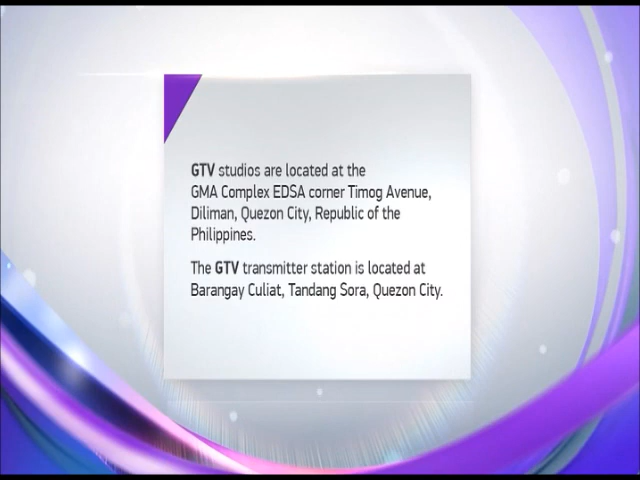 GTV studios are located at the
GMA Complex EDSA corner Timog Avenue,
Diliman, Quezon City, Republic of the
Philippines.
The GTV transmitter station is located at
Barangay Culiat, Tandang Sora, Quezon City.